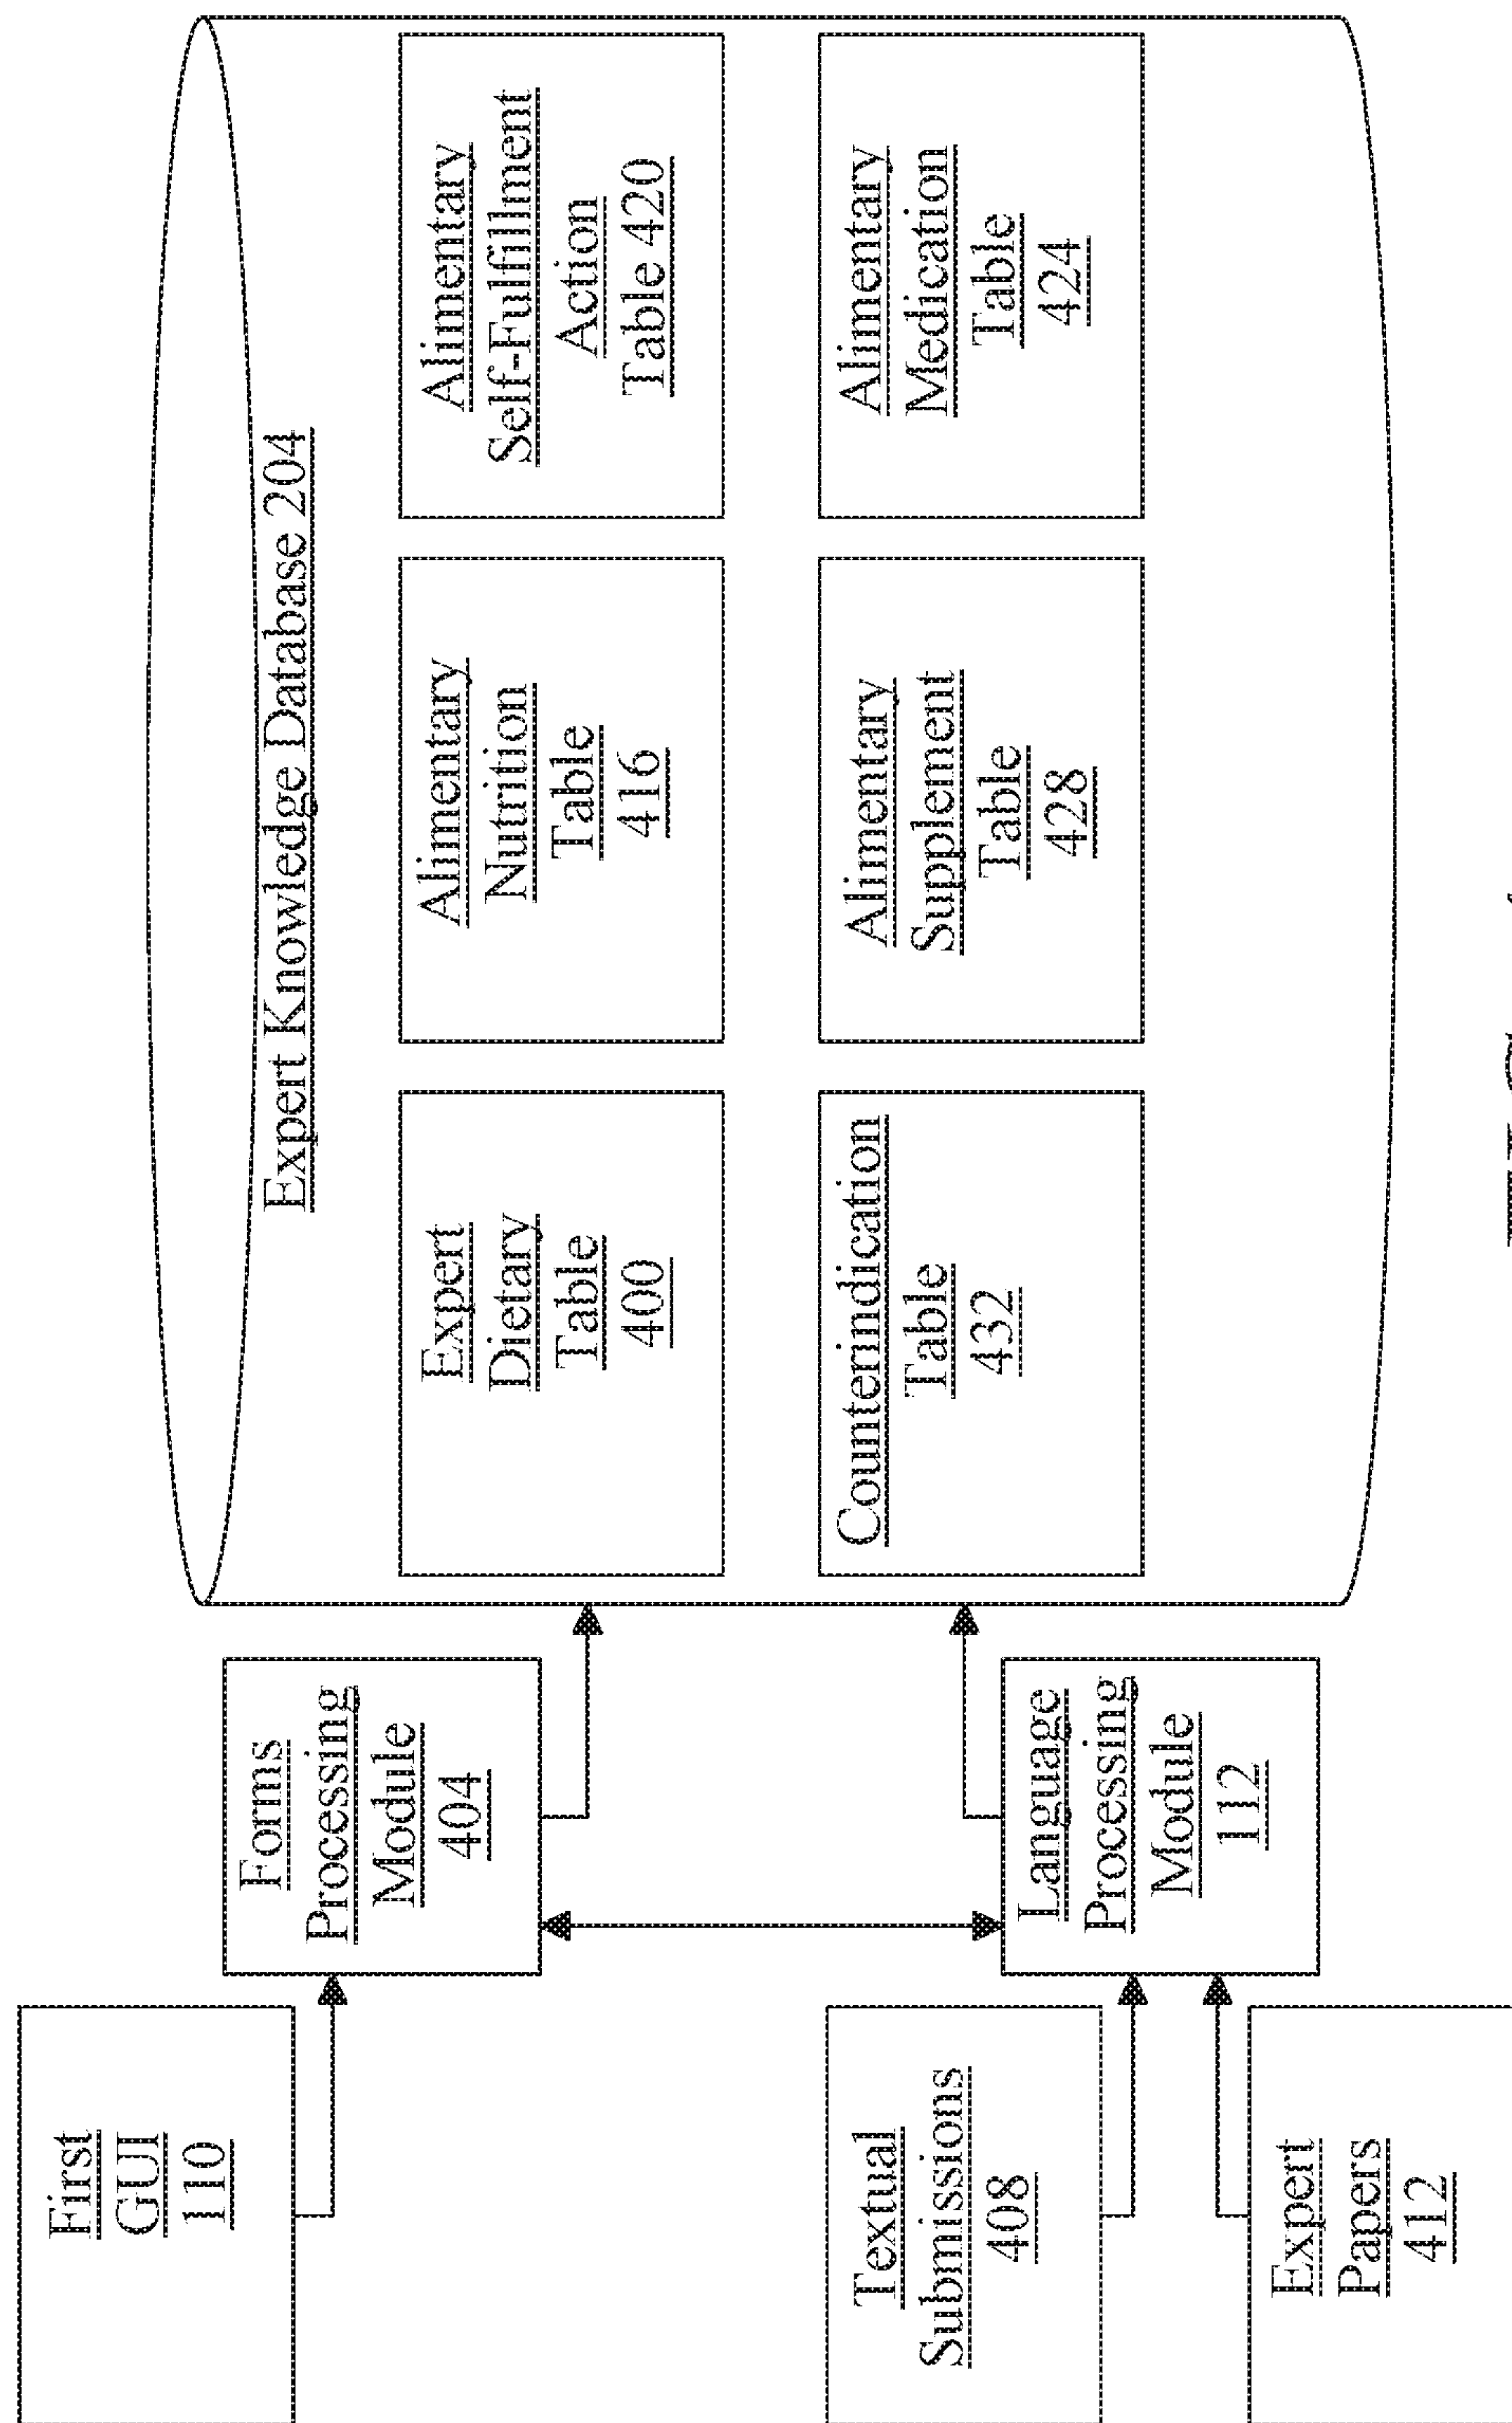 Expert Knowledge Database 204
First
GUI
110
Forms
Processing
Module
404
Expert
Dietary
Table
400
Alimentary
Nutrition
Table
416
Alimentary
Self-Fulfillment
Action
Table 420
Textual
Submissions
408
Expert
Papers
412
Language
Processing
Module
112
Counterindication
Table
432
Alimentary
Supplement
Table
428
Alimentary
Medication
Table
424